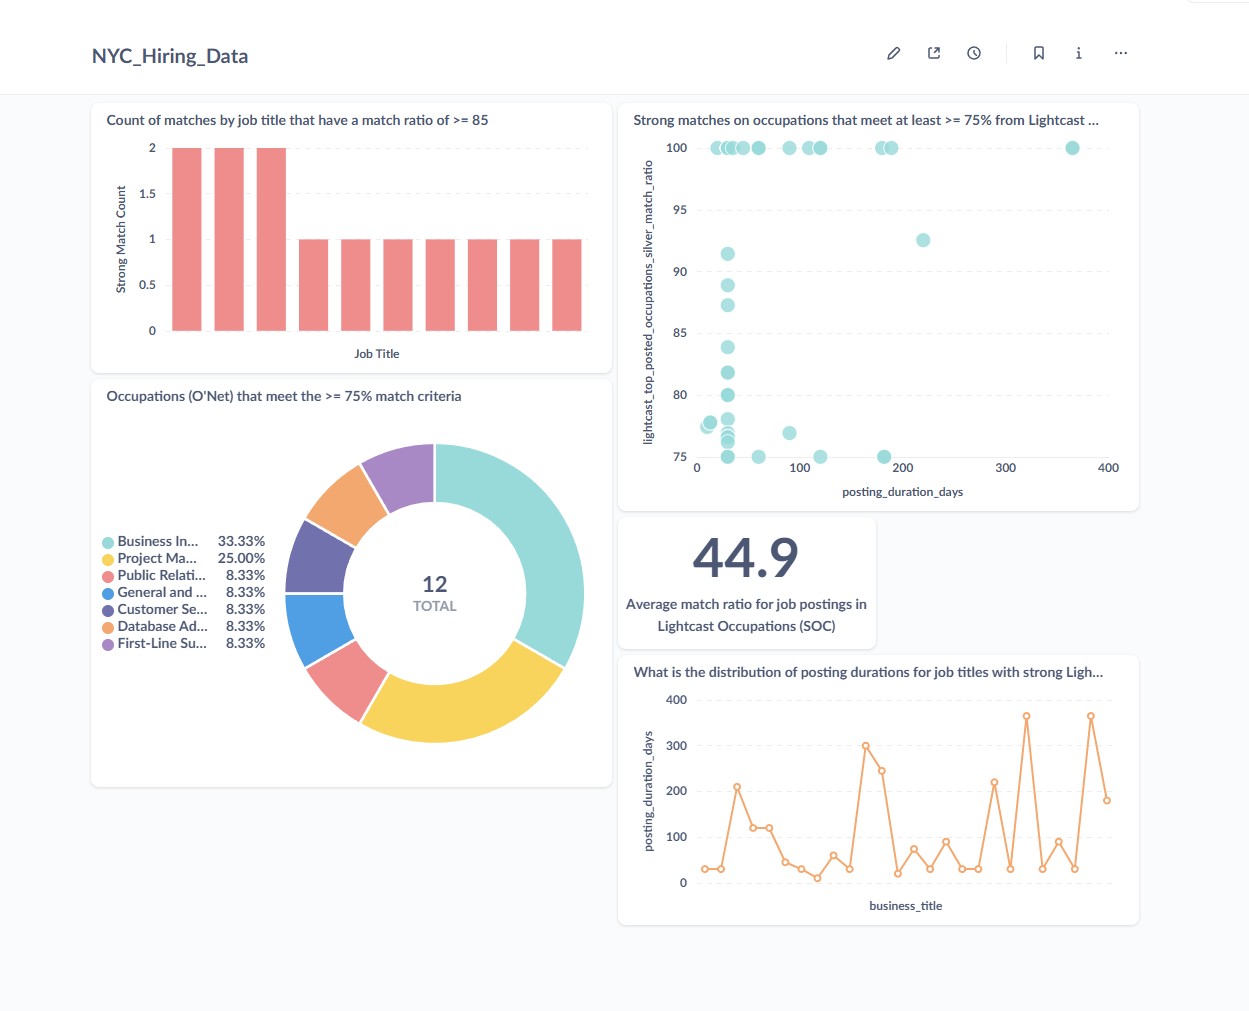 NYC_Hiring_Data
Count of matches by job title that have a match ratio of >= 85
Strong Match Count
2
1.5
1
0.5
0
Job Title
Strong matches on occupations that meet at least >= 75% from Lightcast ...
lightcast_top_posted_occupations_silver_match_ratio
100
95
90
85
80
75
0 100 200 300 400
posting_duration_days
Occupations (O'Net) that meet the >= 75% match criteria
Business In... 33.33%
Project Ma... 25.00%
Public Relati... 8.33%
General and ... 8.33%
Customer Se... 8.33%
Database Ad... 8.33%
First-Line Su... 8.33%
12
TOTAL
44.9
Average match ratio for job postings in
Lightcast Occupations (SOC)
What is the distribution of posting durations for job titles with strong Ligh...
posting_duration_days
400
300
200
100
0
business_title